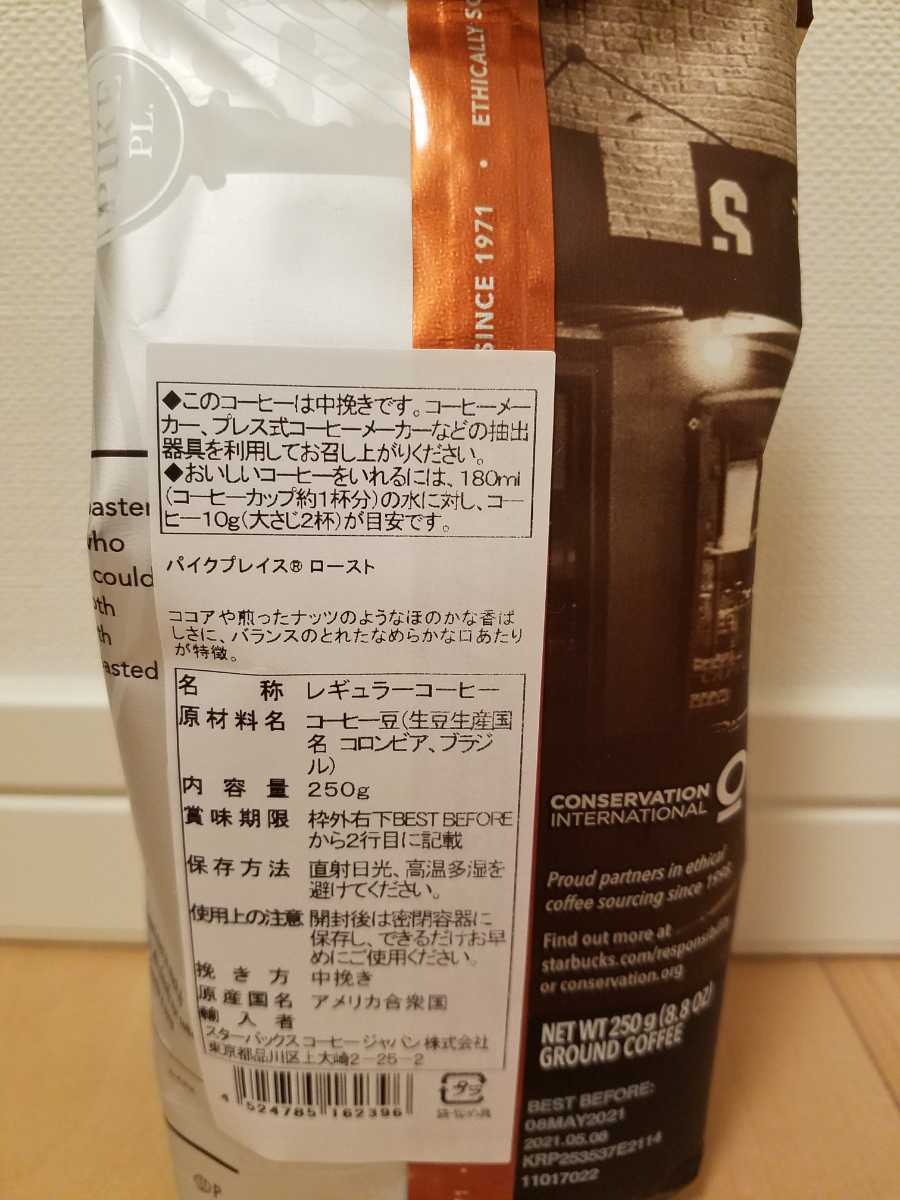 PIKE
PL.
ETHICALLY SO
SINCE 1971 •
S.
◆このコーヒーは中挽きです。コーヒーメー
カー、プレス式コーヒーメーカーなどの抽出
器具を利用してお召し上がりください。
◆おいしいコーヒーをいれるには、180ml
(コーヒーカップ約1杯分)の水に対し、コー
ヒー10g(大さじ2杯)が目安です。
パイクプレイス® ロースト
ココアや煎ったナッツのようなほのかな香ば
しさに、バランスのとれたなめらかな口あたり
が特徴。
名称 レギュラーコーヒー
原材料名 コーヒー豆(生豆生産国
名 コロンビア、ブラジ
ル)
内容量 250g
賞味期限 枠外右下BEST BEFORE
から2行目に記載
保存方法 直射日光、高温多湿を
避けてください。
使用上の注意 開封後は密閉容器に
保存し、できるだけお早
めにご使用ください。
挽き方 中挽き
原産国名 アメリカ合衆国
輸入者
スターバックス コーヒー ジャパン 株式会社
東京都品川区上大崎2-25-2
4 524785 162396
プラ
aster
who
could
oth
th
asted
CONSERVATION
INTERNATIONAL
Proud partners in ethical
coffee sourcing since 1998.
Find out more at
starbucks.com/responsibility
or conservation.org
NET WT 250 g (8.8 OZ)
GROUND COFFEE
BEST BEFORE:
08MAY2021
2021.05.08
KRP253537E2114
11017022